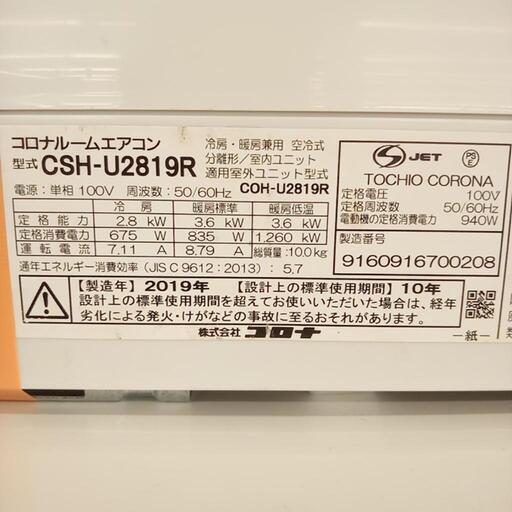 コロナルームエアコン
型式 CSH-U2819R
冷房・暖房兼用 空冷式
分離形/室内ユニット
適用室外ユニット型式
COH-U2819R
電源:単相100V 周波数:50/60Hz
冷房 暖房標準 暖房低温
定格能力 2.8 kW 3.6 kW 3.6 kW
定格消費電力 675 W 835 W 1,260 kW
運転電流 7.11 A 8.79 A 総質量:10.0kg
通年エネルギー消費効率(JIS C 9612:2013):5.7
S JET
PS
E
TOCHIO CORONA
定格電圧 100V
定格周波数 50/60Hz
電動機の定格消費電力 940W
製造番号
9160916700208
【製造年】2019年 【設計上の標準使用期間】10年
設計上の標準使用期間を超えてお使いいただいた場合は、経年
劣化による発火・けがなどの事故に至るおそれがあります。
株式会社 コロナ
-紙-